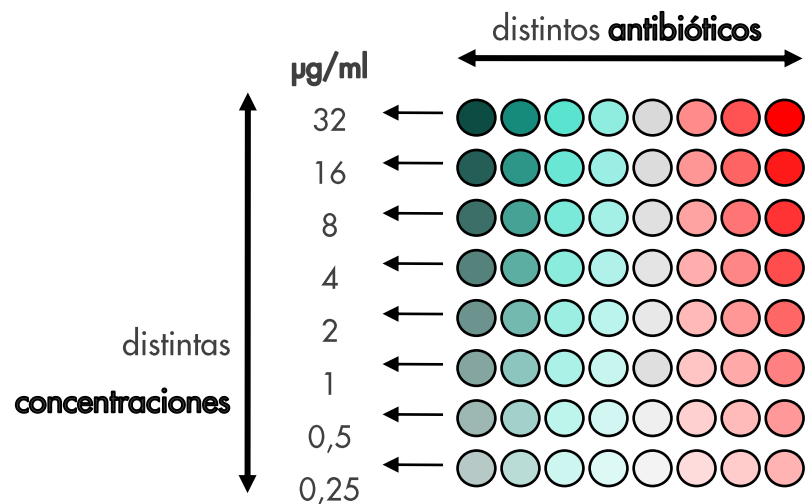 distintos antibióticos
µg/ml
32
16
8
4
2
distintas
1
concentraciones
0,5
0,25